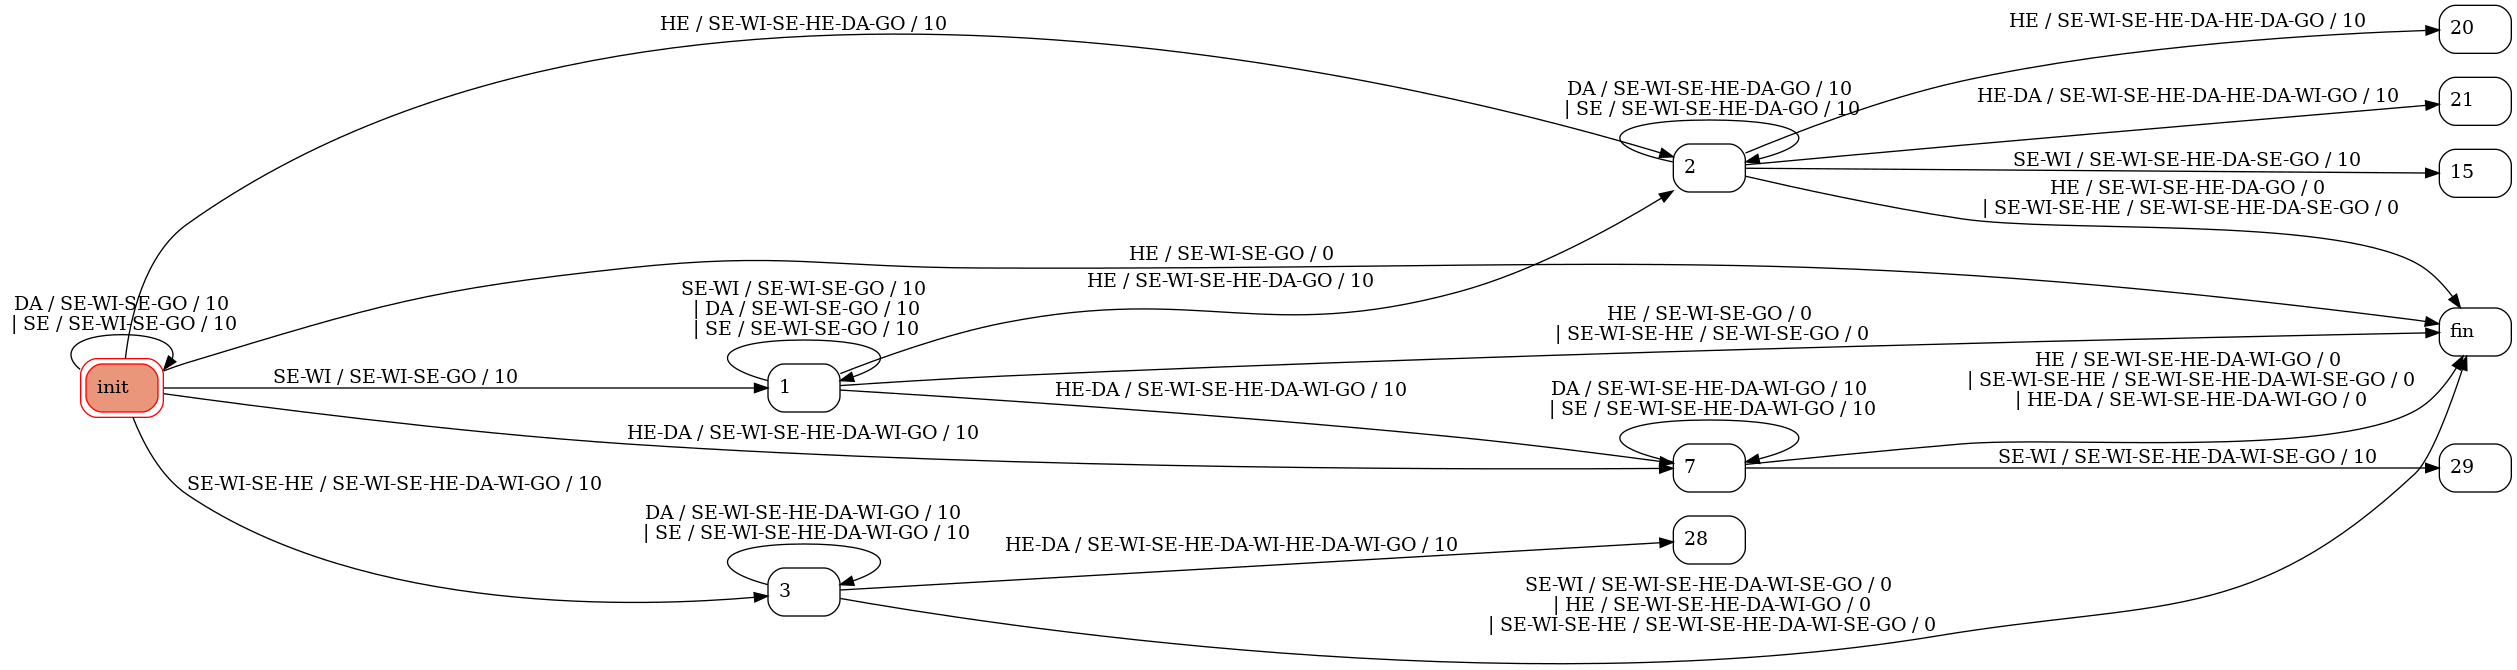 HE / SE-WI-SE-HE-DA-GO / 10
HE / SE-WI-SE-HE-DA-HE-DA-GO / 10
20
DA / SE-WI-SE-HE-DA-GO / 10
| SE / SE-WI-SE-HE-DA-GO / 10
HE-DA / SE-WI-SE-HE-DA-HE-DA-WI-GO / 10
21
2
SE-WI / SE-WI-SE-HE-DA-SE-GO / 10
15
HE / SE-WI-SE-HE-DA-GO / 0
| SE-WI-SE-HE / SE-WI-SE-HE-DA-SE-GO / 0
HE / SE-WI-SE-GO / 0
HE / SE-WI-SE-HE-DA-GO / 10
DA / SE-WI-SE-GO / 10
| SE / SE-WI-SE-GO / 10
SE-WI / SE-WI-SE-GO / 10
| DA / SE-WI-SE-GO / 10
| SE / SE-WI-SE-GO / 10
HE / SE-WI-SE-GO / 0
| SE-WI-SE-HE / SE-WI-SE-GO / 0
fin
init
SE-WI / SE-WI-SE-GO / 10
1
HE-DA / SE-WI-SE-HE-DA-WI-GO / 10
DA / SE-WI-SE-HE-DA-WI-GO / 10
| SE / SE-WI-SE-HE-DA-WI-GO / 10
HE / SE-WI-SE-HE-DA-WI-GO / 0
| SE-WI-SE-HE / SE-WI-SE-HE-DA-WI-SE-GO / 0
| HE-DA / SE-WI-SE-HE-DA-WI-GO / 0
HE-DA / SE-WI-SE-HE-DA-WI-GO / 10
7
SE-WI / SE-WI-SE-HE-DA-WI-SE-GO / 10
29
SE-WI-SE-HE / SE-WI-SE-HE-DA-WI-GO / 10
DA / SE-WI-SE-HE-DA-WI-GO / 10
| SE / SE-WI-SE-HE-DA-WI-GO / 10
HE-DA / SE-WI-SE-HE-DA-WI-HE-DA-WI-GO / 10
28
3
SE-WI / SE-WI-SE-HE-DA-WI-SE-GO / 0
| HE / SE-WI-SE-HE-DA-WI-GO / 0
| SE-WI-SE-HE / SE-WI-SE-HE-DA-WI-SE-GO / 0